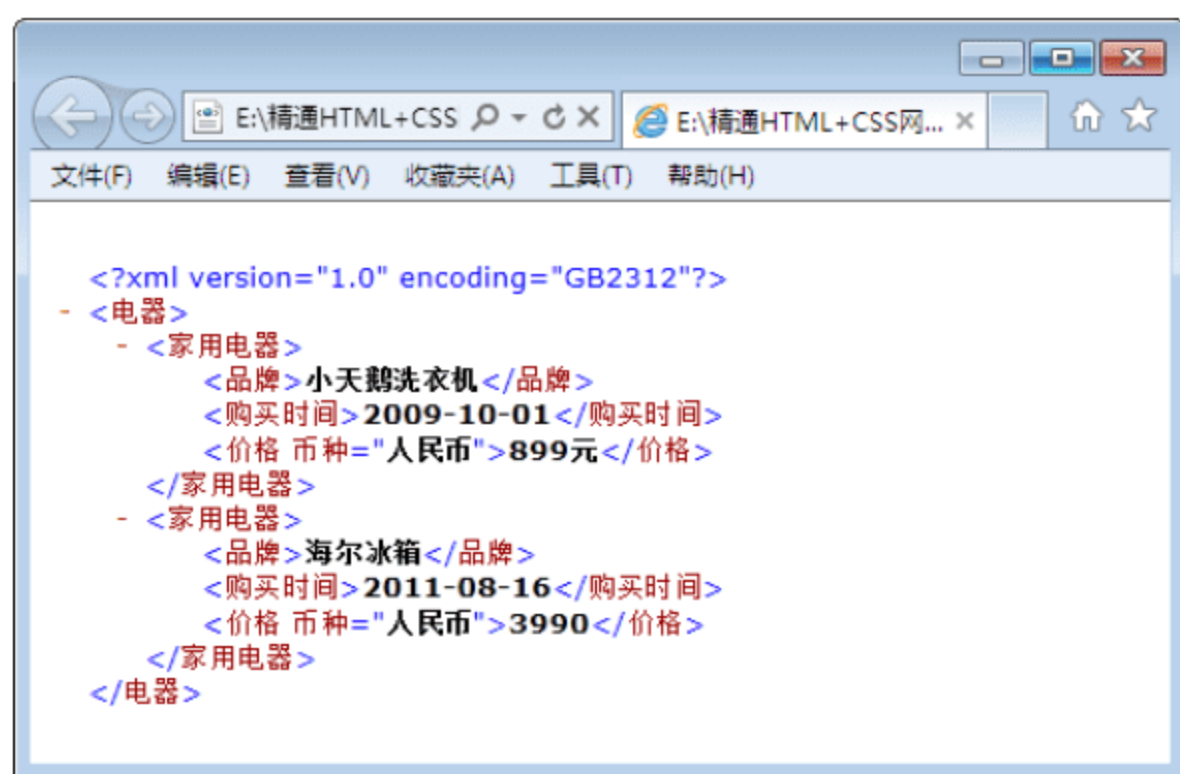 E:\精通HTML+CSS
E:\精通HTML+CSS网...
文件(F) 编辑(E) 查看(V) 收藏夹(A) 工具(T) 帮助(H)
<?xml version="1.0" encoding="GB2312"?>
- <电器>
- <家用电器>
<品牌>小天鹅洗衣机</品牌>
<购买时间>2009-10-01</购买时间>
<价格 币种="人民币">899元</价格>
</家用电器>
- <家用电器>
<品牌>海尔冰箱</品牌>
<购买时间>2011-08-16</购买时间>
<价格 币种="人民币">3990</价格>
</家用电器>
</电器>